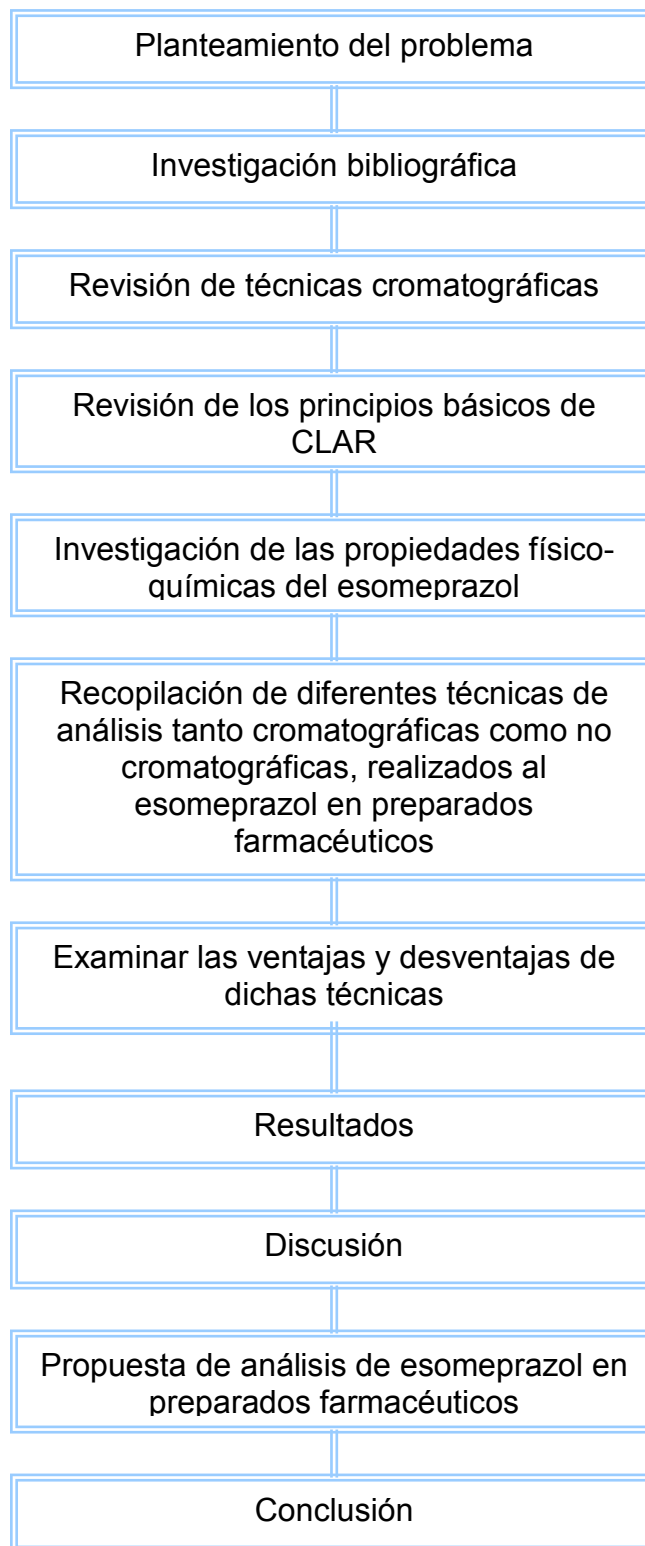 Planteamiento del problema
Investigación bibliográfica
Revisión de técnicas cromatográficas
Revisión de los principios básicos de
CLAR
Investigación de las propiedades físico-
químicas del esomeprazol
Recopilación de diferentes técnicas de
análisis tanto cromatográficas como no
cromatográficas, realizados al
esomeprazol en preparados
farmacéuticos
Examinar las ventajas y desventajas de
dichas técnicas
Resultados
Discusión
Propuesta de análisis de esomeprazol en
preparados farmacéuticos
Conclusión